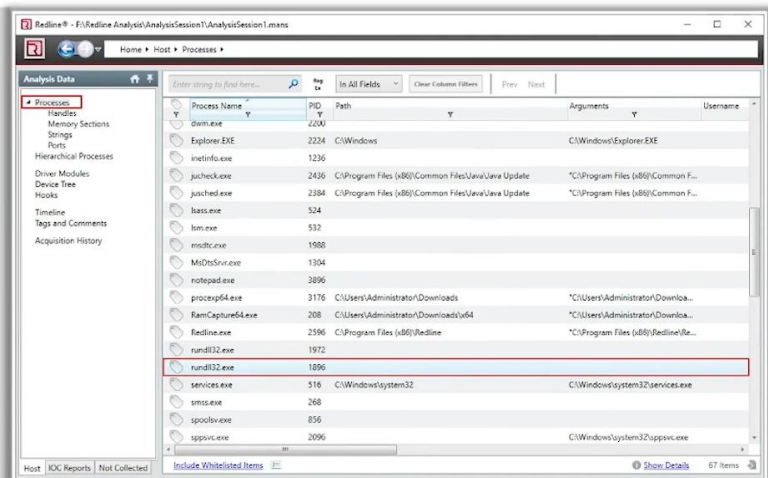 Redline® - F:\Redline Analysis\AnalysisSession1\AnalysisSession1.mans
Home Host Processes
Analysis Data
Processes
Handles
Memory Sections
Strings
Ports
Hierarchical Processes
Driver Modules
Device Tree
Hooks
Timeline
Tags and Comments
Acquisition History
Host IOC Reports Not Collected
Enter string to find here... Reg Ex In All Fields Clear Column Filters Prev Next
Process Name PID Path Arguments Username
dwm.exe 2200
Explorer.EXE 2224 C:\Windows C:\Windows\Explorer.EXE
inetinfo.exe 1236
jucheck.exe 2436 C:\Program Files (x86)\Common Files\Java\Java Update "C:\Program Files (x86)\Common F...
jusched.exe 2384 C:\Program Files (x86)\Common Files\Java\Java Update "C:\Program Files (x86)\Common F...
lsass.exe 524
lsm.exe 532
msdtc.exe 1988
MsDtsSrvr.exe 1304
notepad.exe 3896
procexp64.exe 3176 C:\Users\Administrator\Downloads "C:\Users\Administrator\Downloa...
RamCapture64.exe 208 C:\Users\Administrator\Downloads\x64 "C:\Users\Administrator\Downloa...
Redline.exe 2596 C:\Program Files (x86)\Redline "C:\Program Files (x86)\Redline\Re...
rundll32.exe 1972
rundll32.exe 1896
services.exe 516 C:\Windows\system32 C:\Windows\system32\services.exe
smss.exe 268
spoolsv.exe 856
sppsvc.exe 2096 C:\Windows\system32\sppsvc.exe
Include Whitelisted Items Show Details 67 Items